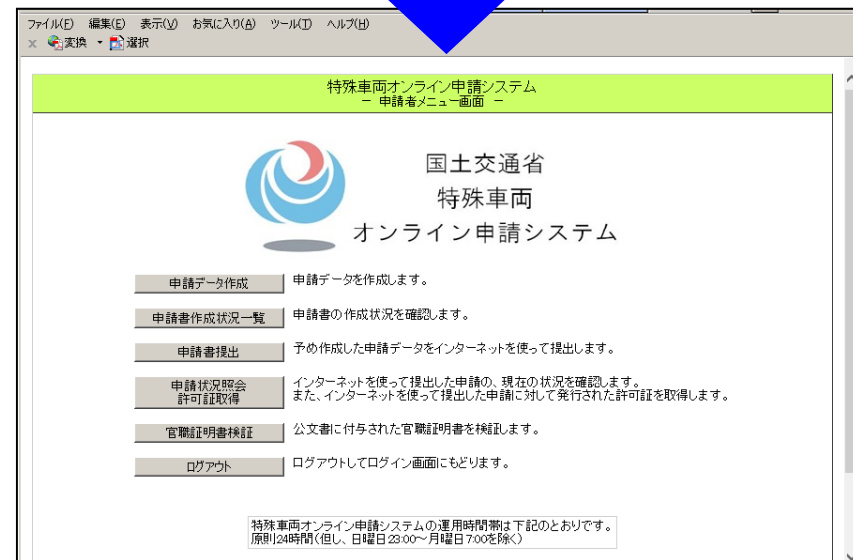 ファイル(F) 編集(E) 表示(V) お気に入り(A) ツール(T) ヘルプ(H)
x 変換 選択
特殊車両オンライン申請システム
－ 申請者メニュー画面 －
国土交通省
特殊車両
オンライン申請システム
申請データ作成 申請データを作成します。
申請書作成状況一覧 申請書の作成状況を確認します。
申請書提出 予め作成した申請データをインターネットを使って提出します。
申請状況照会 インターネットを使って提出した申請の、現在の状況を確認します。
許可証取得 また、インターネットを使って提出した申請に対して発行された許可証を取得します。
官職証明書検証 公文書に付与された官職証明書を検証します。
ログアウト ログアウトしてログイン画面にもどります。
特殊車両オンライン申請システムの運用時間帯は下記のとおりです。
原則24時間(但し、日曜日23:00～月曜日7:00を除く)